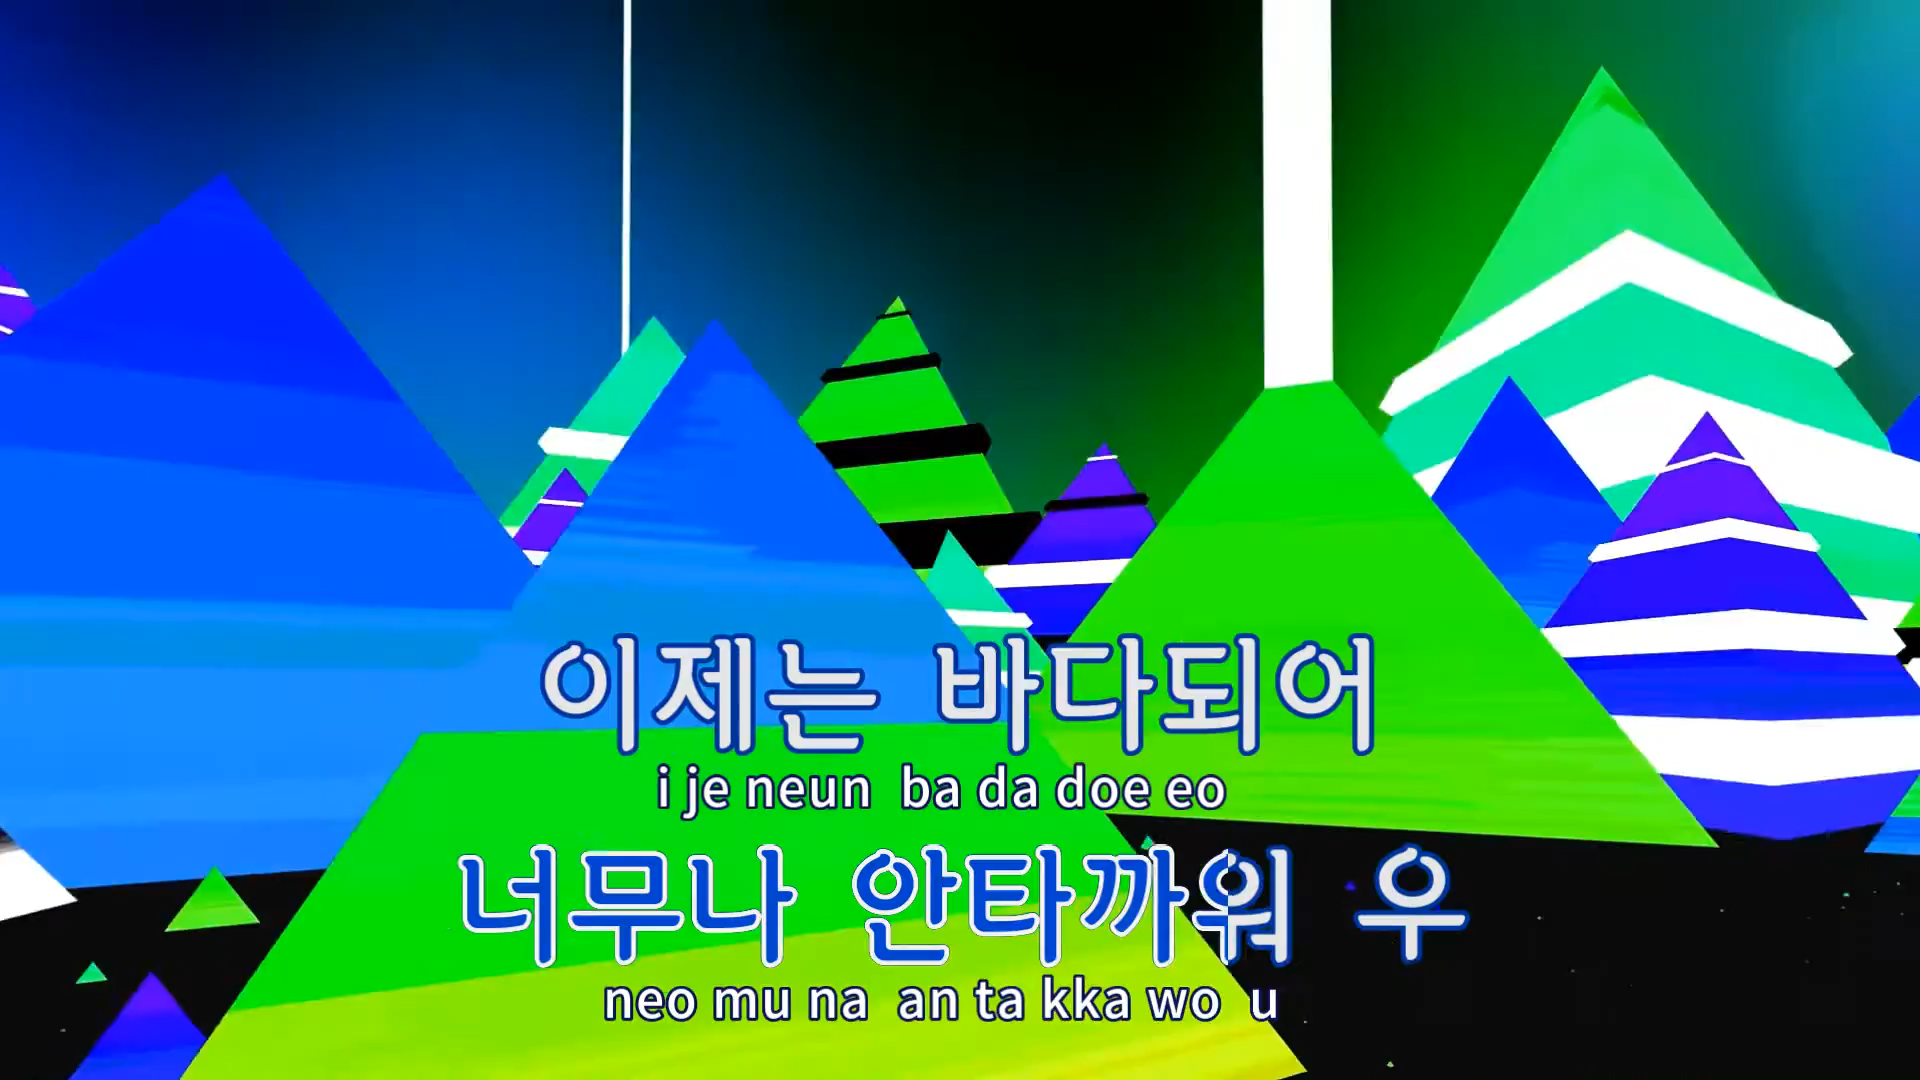 이제는 바다되어
i je neun ba da doe eo
너무나 안타까워 우
neo mu na an ta kka wo u